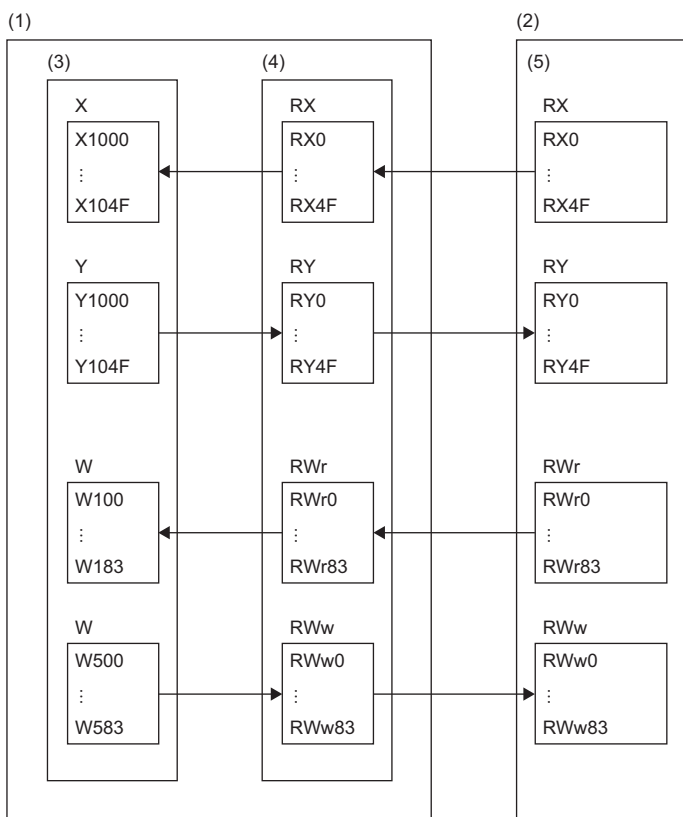 (1)
(2)
(3)
(4)
(5)
X
RX
RX
X1000
⋮
X104F
RX0
⋮
RX4F
RX0
⋮
RX4F
Y
RY
RY
Y1000
⋮
Y104F
RY0
⋮
RY4F
RY0
⋮
RY4F
W
RWr
RWr
W100
⋮
W183
RWr0
⋮
RWr83
RWr0
⋮
RWr83
W
RWw
RWw
W500
⋮
W583
RWw0
⋮
RWw83
RWw0
⋮
RWw83